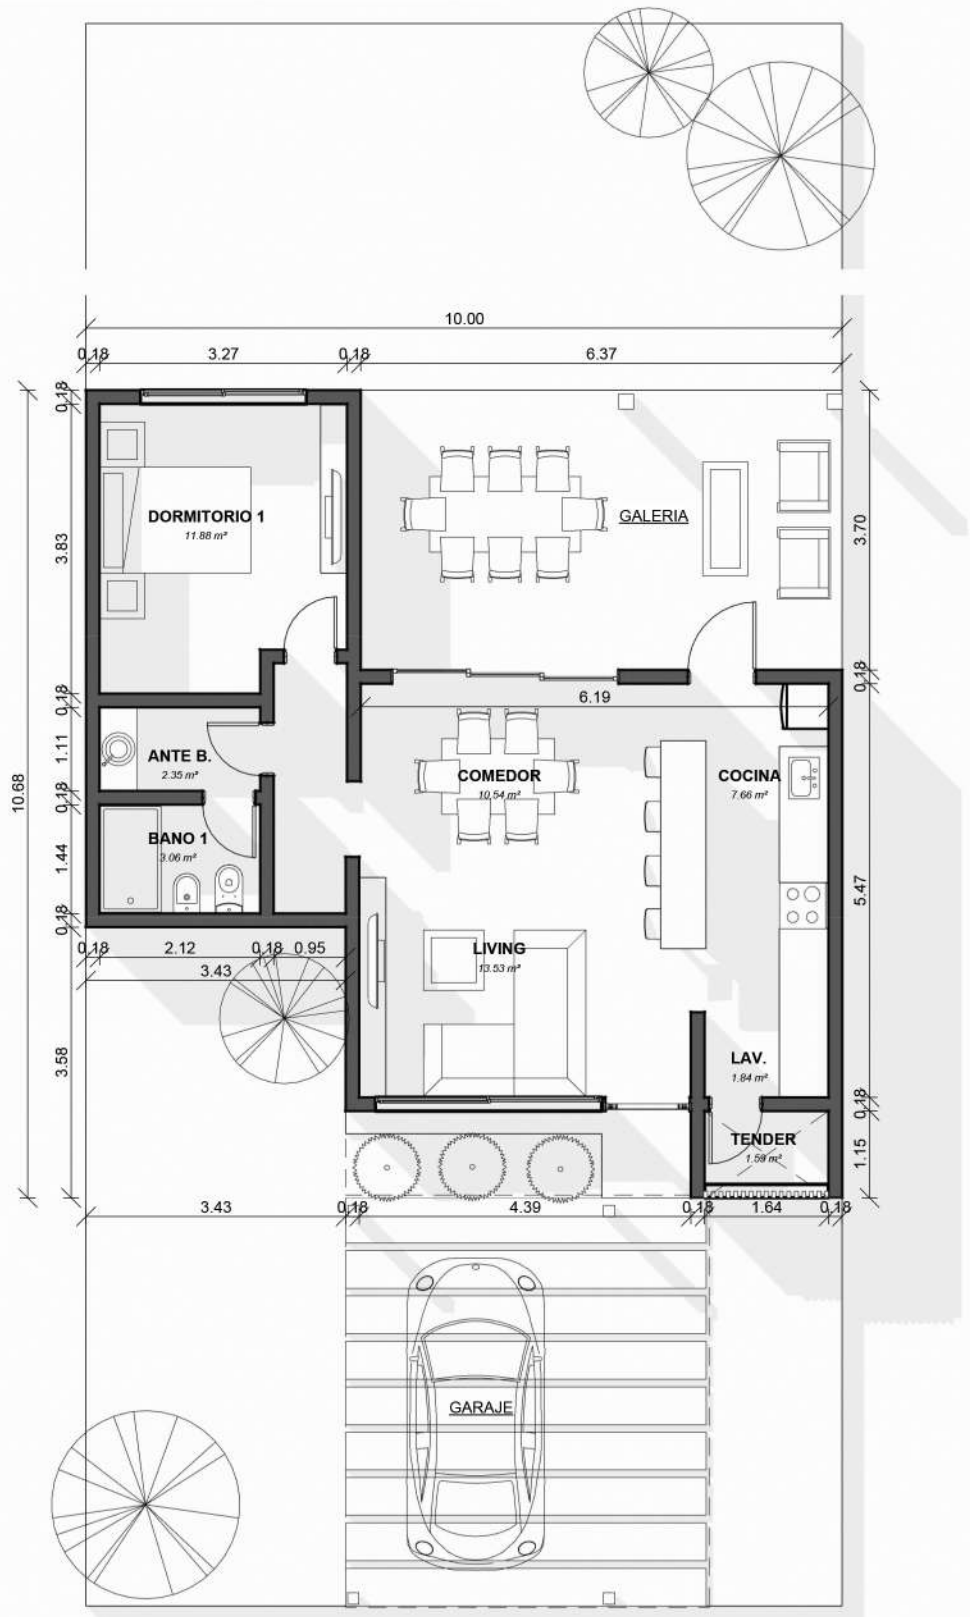 10.00
0.18
3.27
0.18
6.37
0.18
DORMITORIO 1
11.88 m²
GALERIA
3.83
3.70
0.18
0.18
6.19
1.11
ANTE B.
2.35 m²
COMEDOR
10.54 m²
COCINA
7.66 m²
10.68
0.18
BANO 1
3.06 m²
1.44
5.47
0.18
0.18
2.12
0.18
0.95
LIVING
13.53 m²
3.43
3.58
LAV.
1.84 m²
0.18
TENDER
1.59 m²
1.15
3.43
0.18
4.39
0.18
1.64
0.18
GARAJE